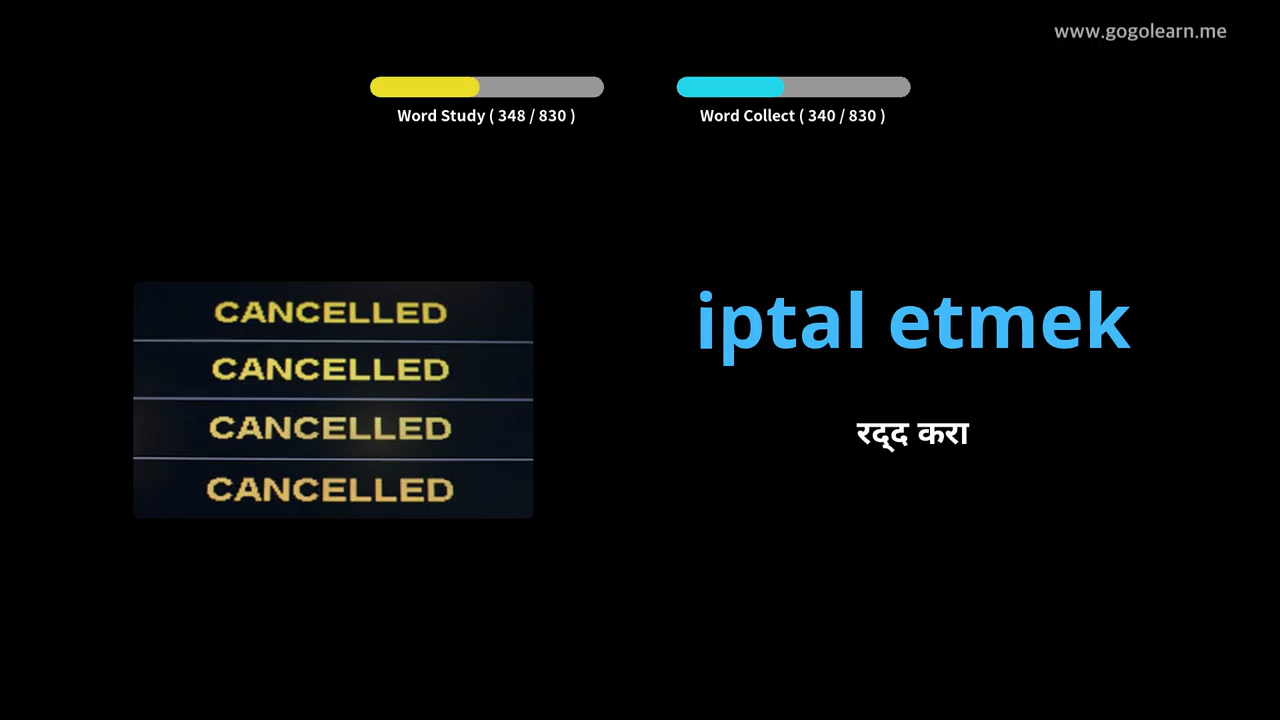 www.gogolearn.me
Word Study ( 348 / 830 )
Word Collect ( 340 / 830 )
CANCELLED
CANCELLED
CANCELLED
CANCELLED
iptal etmek
रद्द करा